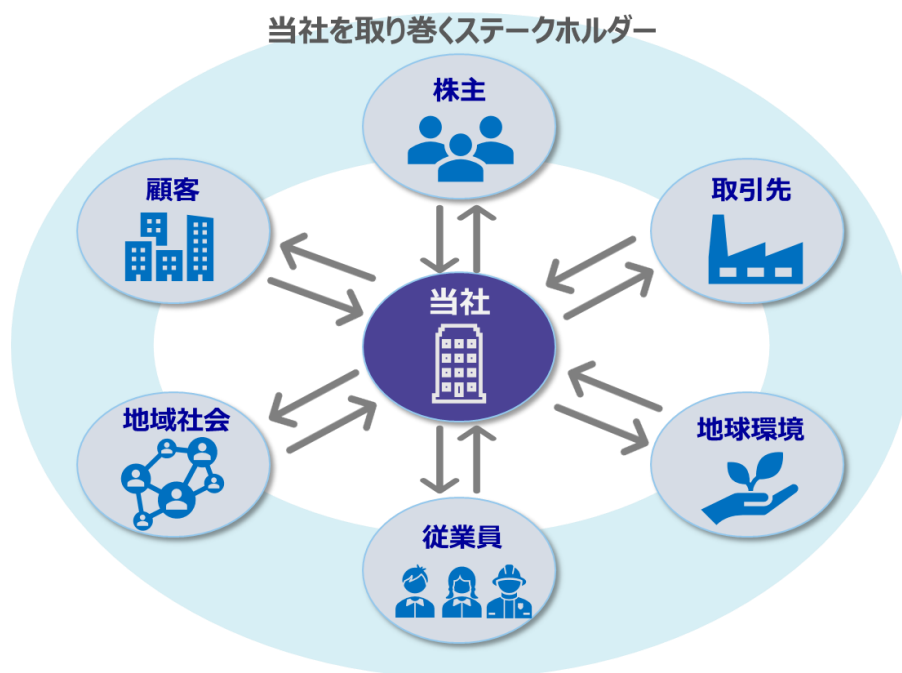 当社を取り巻くステークホルダー
株主
顧客
取引先
当社
地域社会
地球環境
従業員